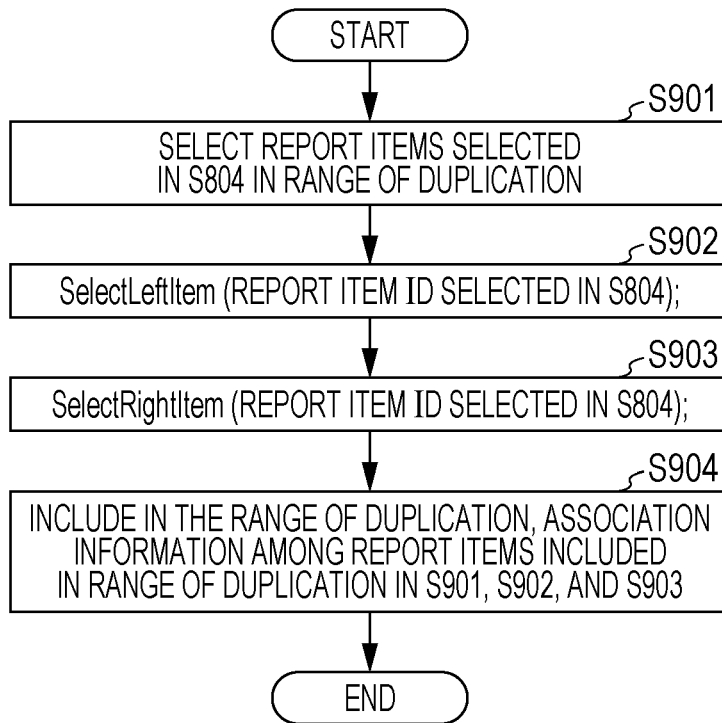 START
S901
SELECT REPORT ITEMS SELECTED
IN S804 IN RANGE OF DUPLICATION
S902
SelectLeftItem (REPORT ITEM ID SELECTED IN S804);
S903
SelectRightItem (REPORT ITEM ID SELECTED IN S804);
S904
INCLUDE IN THE RANGE OF DUPLICATION, ASSOCIATION
INFORMATION AMONG REPORT ITEMS INCLUDED
IN RANGE OF DUPLICATION IN S901, S902, AND S903
END